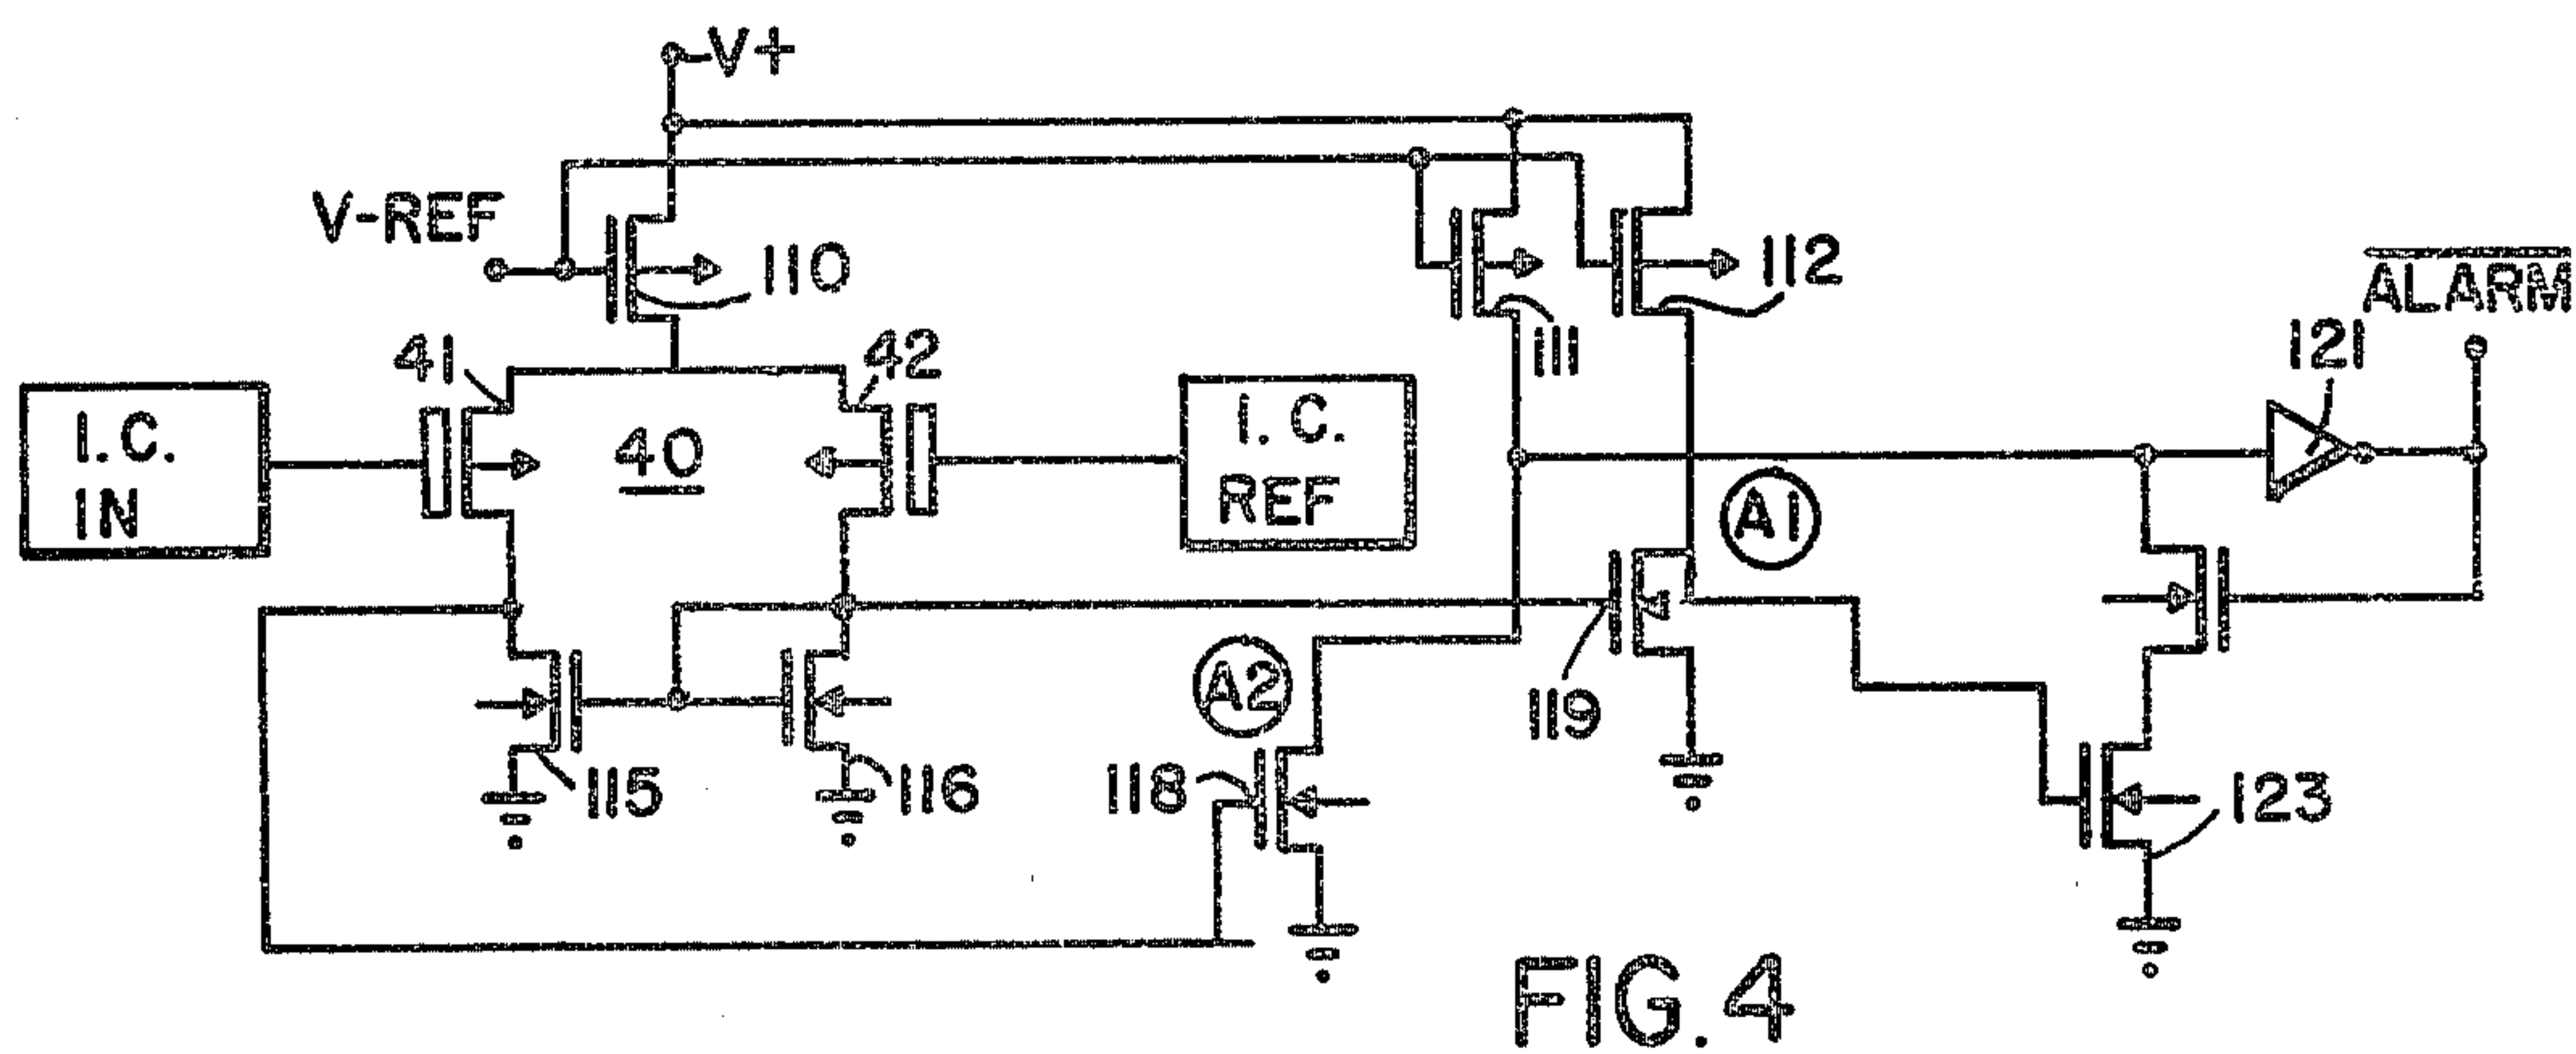 V+
V-REF
110
111
112
ALARM
121
41
42
40
I.C.
IN
I.C.
REF
A1
A2
119
115
116
118
123
FIG. 4